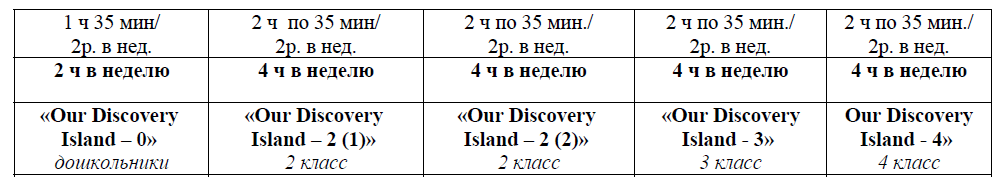 1 ч 35 мин/
2р. в нед.
2 ч по 35 мин/
2р. в нед.
2 ч по 35 мин./
2р. в нед.
2 ч по 35 мин./
2р. в нед.
2 ч по 35 мин./
2р. в нед.
2 ч в неделю
4 ч в неделю
4 ч в неделю
4 ч в неделю
4 ч в неделю
«Our Discovery
Island – 0»
дошкольники
«Our Discovery
Island – 2 (1)»
2 класс
«Our Discovery
Island – 2 (2)»
2 класс
«Our Discovery
Island - 3»
3 класс
Our Discovery
Island - 4»
4 класс